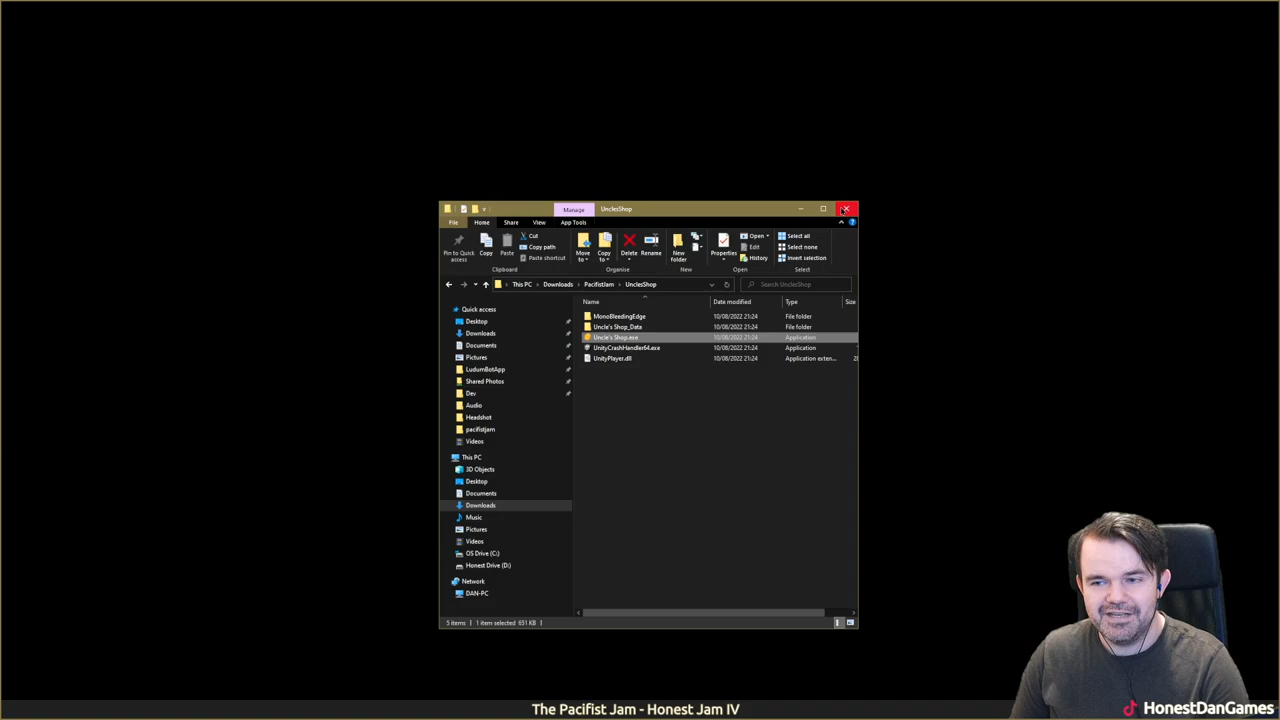 Manage UnclesShop
File Home Share View App Tools
Pin to Quick access
Copy
Paste
Cut
Copy path
Paste shortcut
Clipboard
Move to
Copy to
Delete
Rename
Organise
New folder
New
Properties
Open
Edit
History
Open
Select all
Select none
Invert selection
Select
This PC Downloads PacifistJam UnclesShop
Search UnclesShop
Name Date modified Type Size
MonoBleedingEdge 10/08/2022 21:24 File folder
Uncle's Shop_Data 10/08/2022 21:24 File folder
Uncle's Shop.exe 10/08/2022 21:24 Application
UnityCrashHandler64.exe 10/08/2022 21:24 Application
UnityPlayer.dll 10/08/2022 21:24 Application exten...
Quick access
Desktop
Downloads
Documents
Pictures
LudumBotApp
Shared Photos
Dev
Audio
Headshot
pacifistjam
Videos
This PC
3D Objects
Desktop
Documents
Downloads
Music
Pictures
Videos
OS Drive (C:)
Honest Drive (D:)
Network
DAN-PC
5 items 1 item selected 651 KB
The Pacifist Jam - Honest Jam IV
HonestDanGames